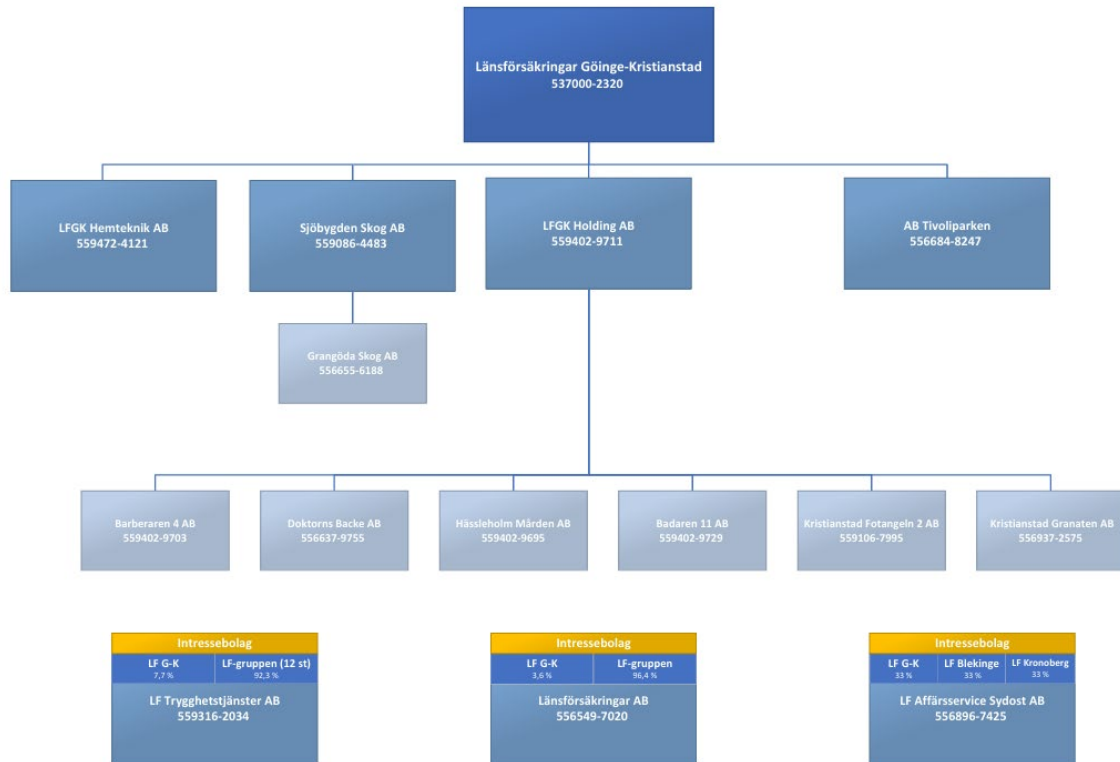 Länsförsäkringar Göinge-Kristianstad
537000-2320
LFGK Hemteknik AB
559472-4121
Sjöbygden Skog AB
559086-4483
LFGK Holding AB
559402-9711
AB Tivoliparken
556684-8247
Grangöda Skog AB
556655-6188
Barberaren 4 AB
559402-9703
Doktorns Backe AB
556637-9755
Hässleholm Mården AB
559402-9695
Badaren 11 AB
559402-9729
Kristianstad Fotangeln 2 AB
559106-7995
Kristianstad Granaten AB
556937-2575
Intressebolag
LF G-K
7,7 %
LF-gruppen (12 st)
92,3 %
LF Trygghetstjänster AB
559316-2034
Intressebolag
LF G-K
3,6 %
LF-gruppen
96,4 %
Länsförsäkringar AB
556549-7020
Intressebolag
LF G-K
33 %
LF Blekinge
33 %
LF Kronoberg
33 %
LF Affärsservice Sydost AB
556896-7425